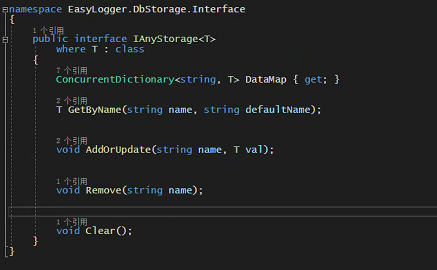 namespace EasyLogger.DbStorage.Interface
{
1 个引用
public interface IAnyStorage<T>
where T : class
{
7 个引用
ConcurrentDictionary<string, T> DataMap { get; }
2 个引用
T GetByName(string name, string defaultName);
2 个引用
void AddOrUpdate(string name, T val);
1 个引用
void Remove(string name);
1 个引用
void Clear();
}
}